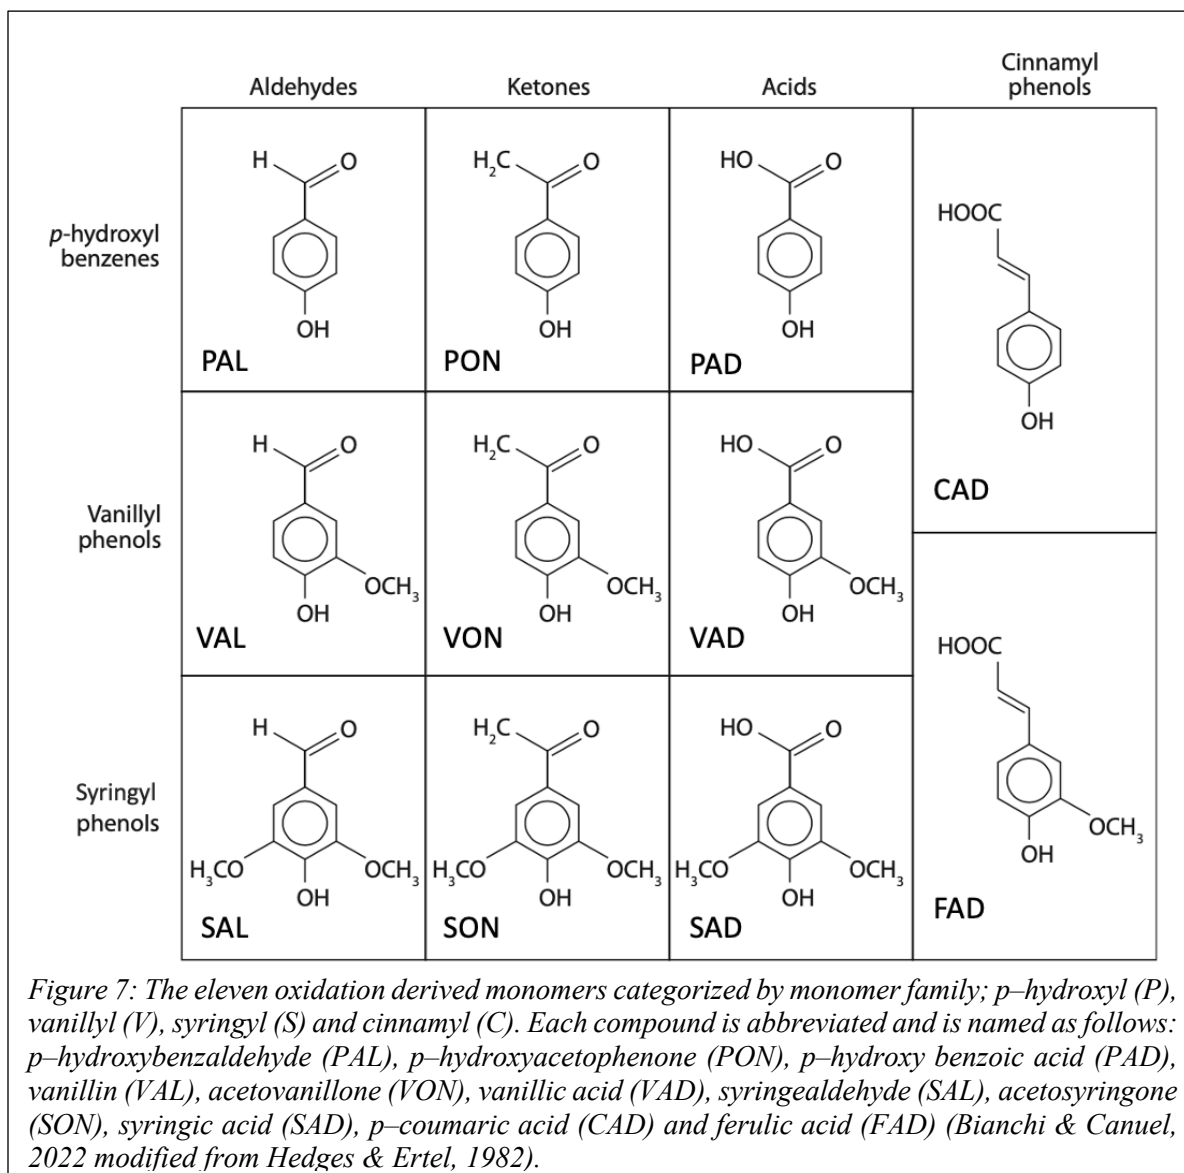 Aldehydes
Ketones
Acids
Cinnamyl
phenols
p-hydroxyl
benzenes
H
O
OH
PAL
H₂C
O
OH
PON
HO
O
OH
PAD
HOOC
OH
CAD
Vanillyl
phenols
H
O
OCH₃
OH
VAL
H₂C
O
OCH₃
OH
VON
HO
O
OCH₃
OH
VAD
HOOC
OCH₃
OH
FAD
Syringyl
phenols
H
O
H₃CO
OCH₃
OH
SAL
H₂C
O
H₃CO
OCH₃
OH
SON
HO
O
H₃CO
OCH₃
OH
SAD
Figure 7: The eleven oxidation derived monomers categorized by monomer family; p–hydroxyl (P),
vanillyl (V), syringyl (S) and cinnamyl (C). Each compound is abbreviated and is named as follows:
p–hydroxybenzaldehyde (PAL), p–hydroxyacetophenone (PON), p–hydroxy benzoic acid (PAD),
vanillin (VAL), acetovanillone (VON), vanillic acid (VAD), syringealdehyde (SAL), acetosyringone
(SON), syringic acid (SAD), p–coumaric acid (CAD) and ferulic acid (FAD) (Bianchi & Canuel,
2022 modified from Hedges & Ertel, 1982).